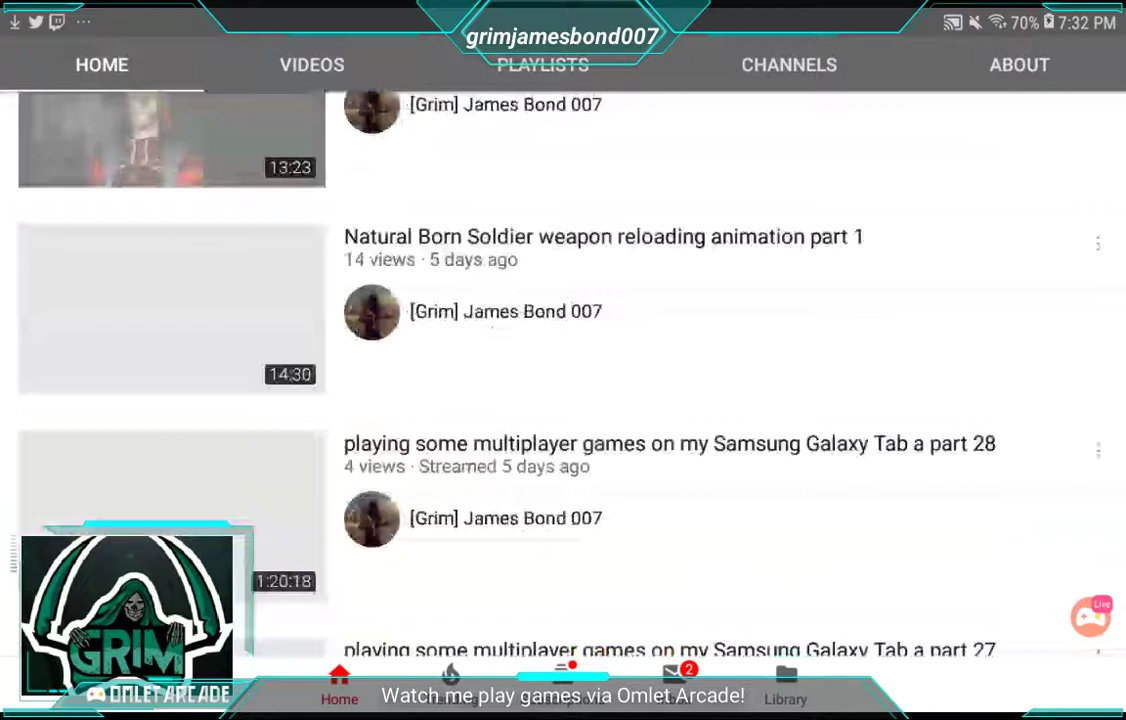 grimjamesbond007
70% 7:32 PM
HOME VIDEOS PLAYLISTS CHANNELS ABOUT
[Grim] James Bond 007
13:23
Natural Born Soldier weapon reloading animation part 1
14 views · 5 days ago
[Grim] James Bond 007
14:30
playing some multiplayer games on my Samsung Galaxy Tab a part 28
4 views · Streamed 5 days ago
[Grim] James Bond 007
1:20:18
Live
playing some multiplayer games on my Samsung Galaxy Tab a part 27
GRIM
OMLET ARCADE
2
Home Library
Watch me play games via Omlet Arcade!